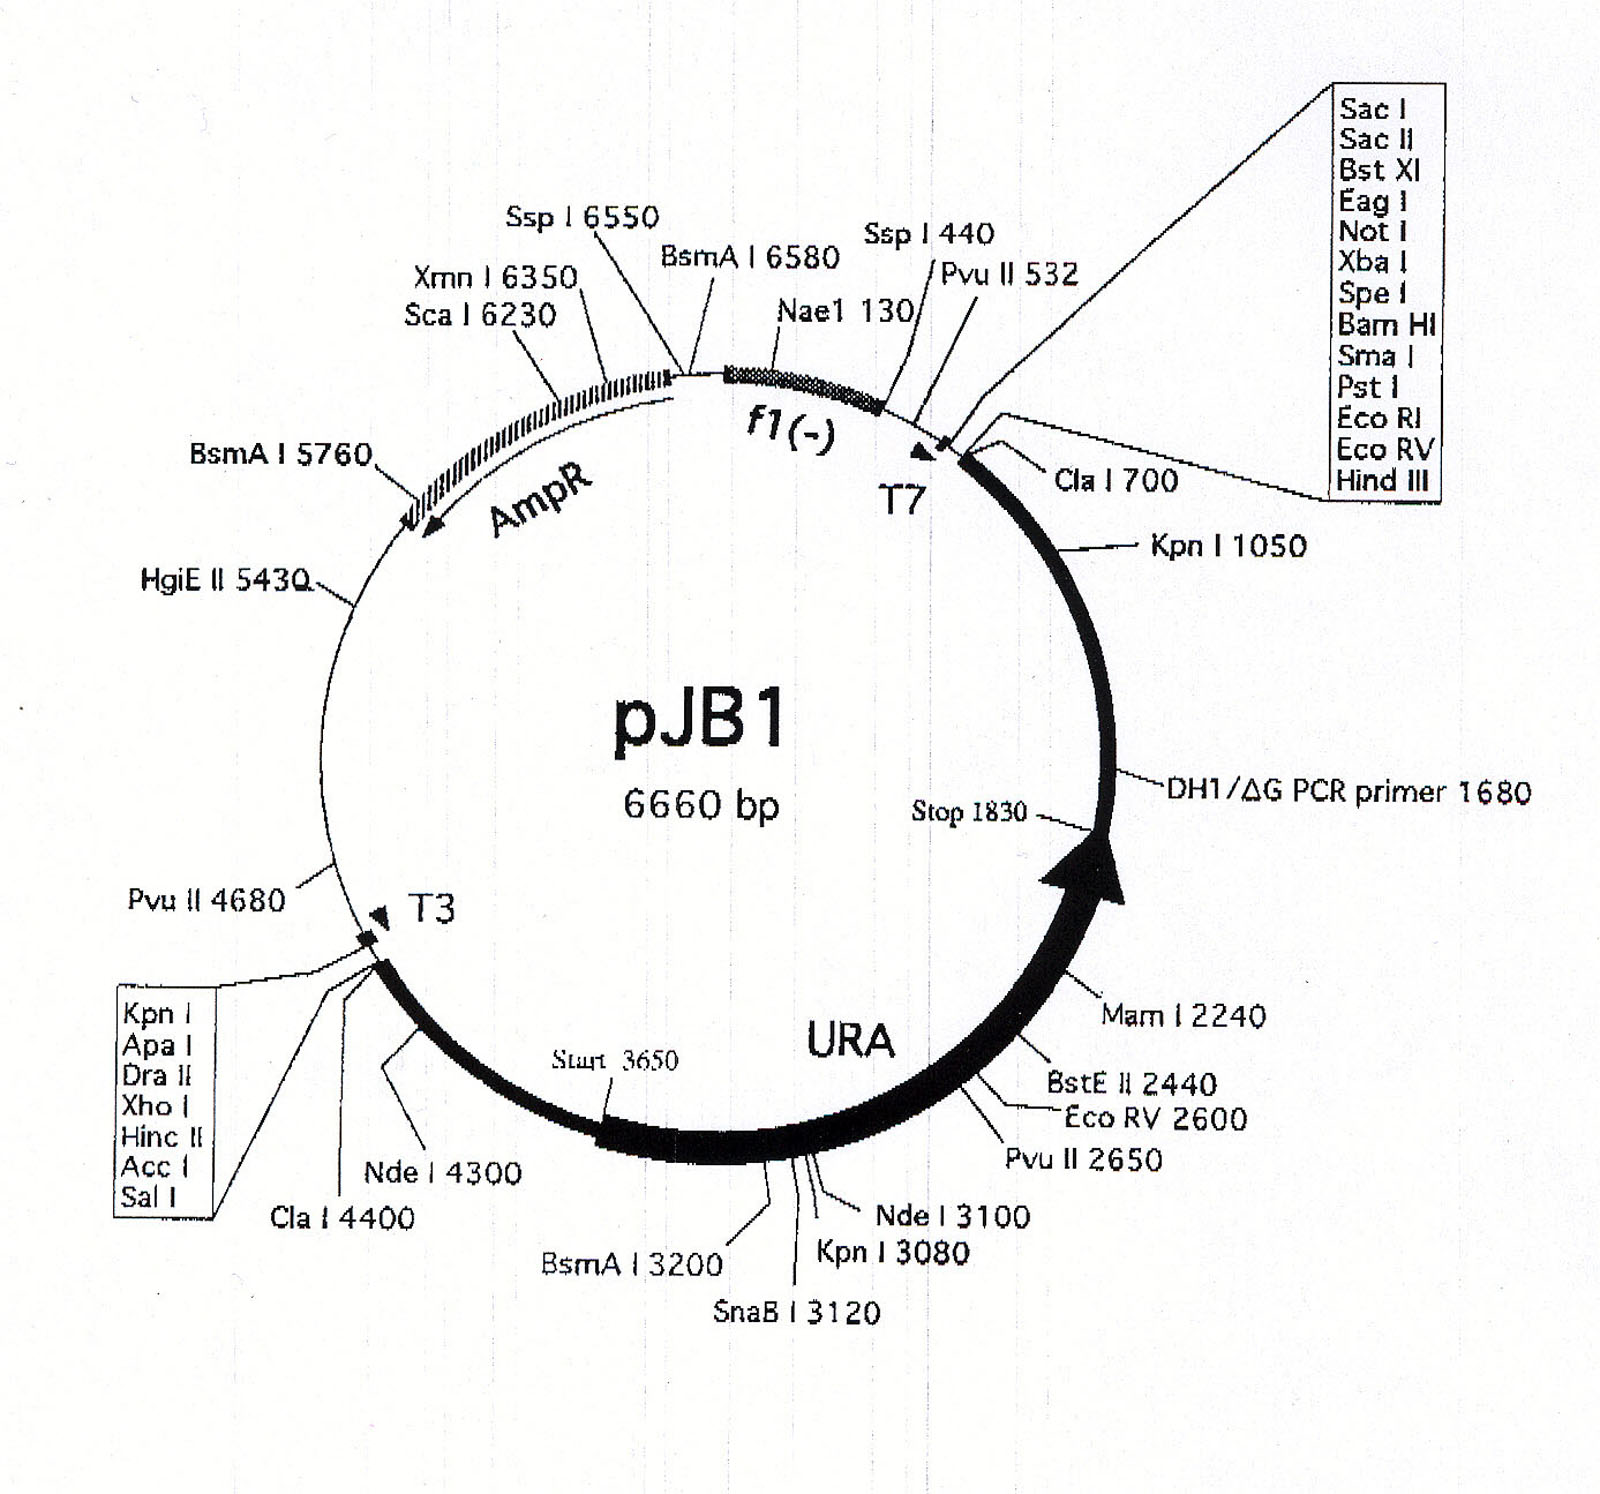 Sac I
Sac II
Bst XI
Eag I
Not I
Xba I
Spe I
Bam HI
Sma I
Pst I
Eco RI
Eco RV
Hind III
Ssp I 6550
BsmA I 6580
Ssp I 440
Pvu II 532
Xmn I 6350
Sca I 6230
Nae1 130
f1(-)
BsmA I 5760
AmpR
T7
Cla I 700
Kpn I 1050
HgiE II 5430
pJB1
6660 bp
DH1/ΔG PCR primer 1680
Stop 1830
Pvu II 4680
T3
Kpn I
Apa I
Dra II
Xho I
Hinc II
Acc I
Sal I
Mam I 2240
URA
Start 3650
BstE II 2440
Eco RV 2600
Pvu II 2650
Nde I 4300
Cla I 4400
Nde I 3100
Kpn I 3080
BsmA I 3200
SnaB I 3120